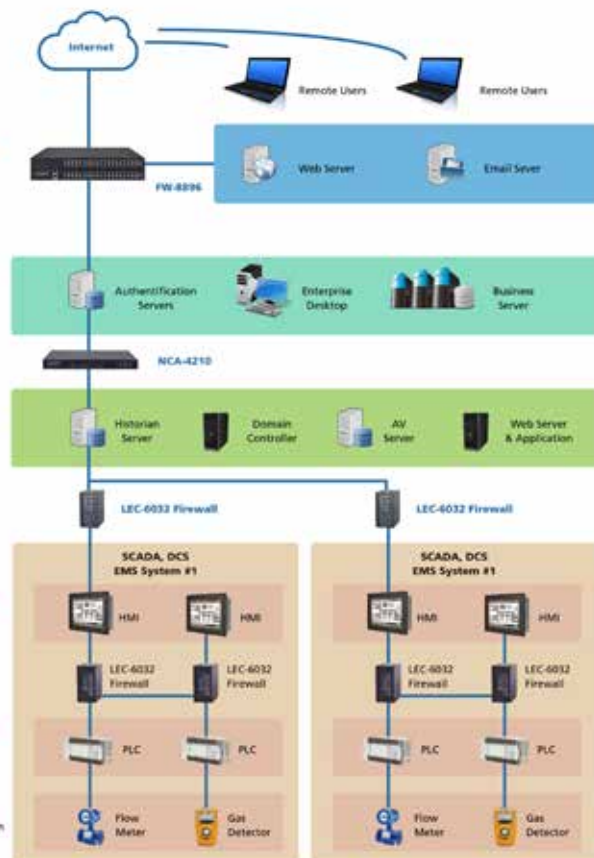 Internet
Remote Users
Remote Users
FW-8896
Web Server
Email Sever
Authentification
Servers
Enterprise
Desktop
Business
Server
NCA-4210
Historian
Server
Domain
Controller
AV
Server
Web Server
& Application
LEC-6032 Firewall
LEC-6032 Firewall
SCADA, DCS
EMS System #1
HMI
HMI
LEC-6032
Firewall
LEC-6032
Firewall
PLC
PLC
Flow
Meter
Gas
Detector
SCADA, DCS
EMS System #1
HMI
HMI
LEC-6032
Firewall
LEC-6032
Firewall
PLC
PLC
Flow
Meter
Gas
Detector